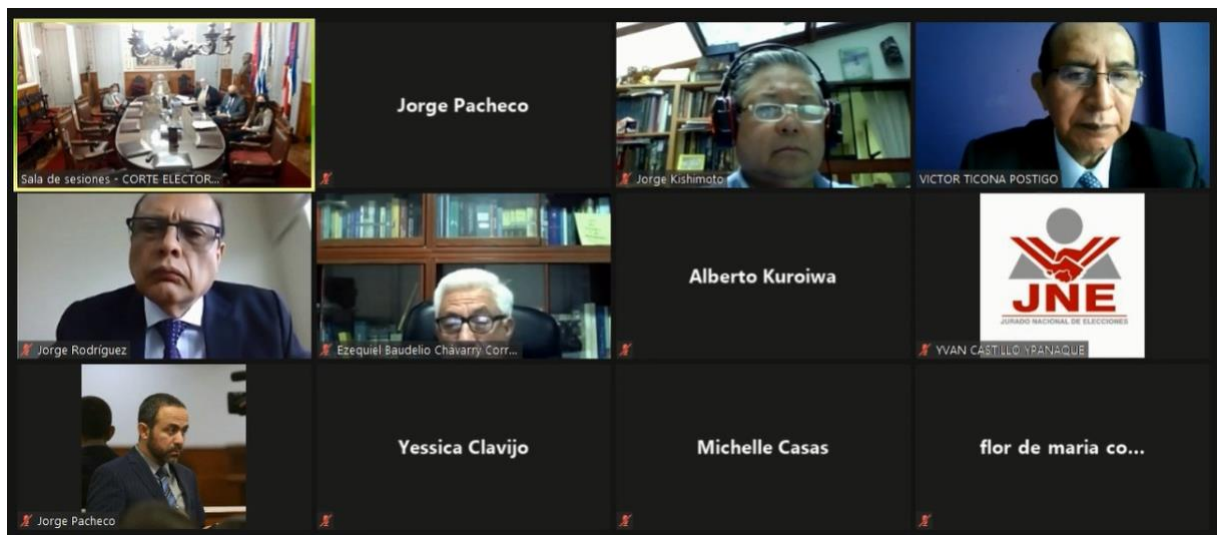 Sala de sesiones - CORTE ELECTOR...
Jorge Pacheco
Jorge Kishimoto
VICTOR TICONA POSTIGO
Jorge Rodríguez
Ezequiel Baudelio Chávarry Corr...
Alberto Kuroiwa
JNE
JURADO NACIONAL DE ELECCIONES
YVAN CASTILLO YPANAQUE
Jorge Pacheco
Yessica Clavijo
Michelle Casas
flor de maria co...